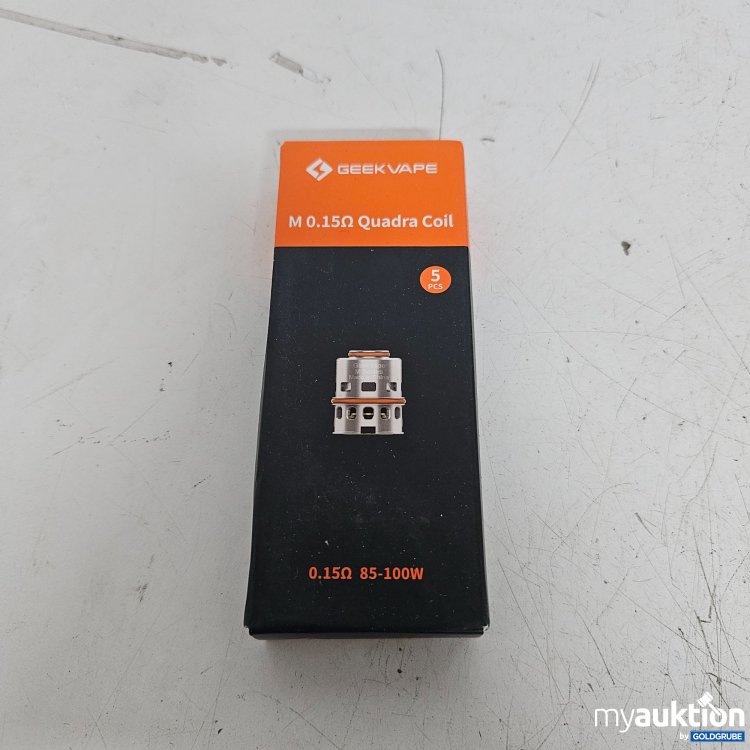 GEEKVAPE
M 0.15Ω Quadra Coil
5
PCS
0.15Ω 85-100W
myauktion
by GOLDGRUBE